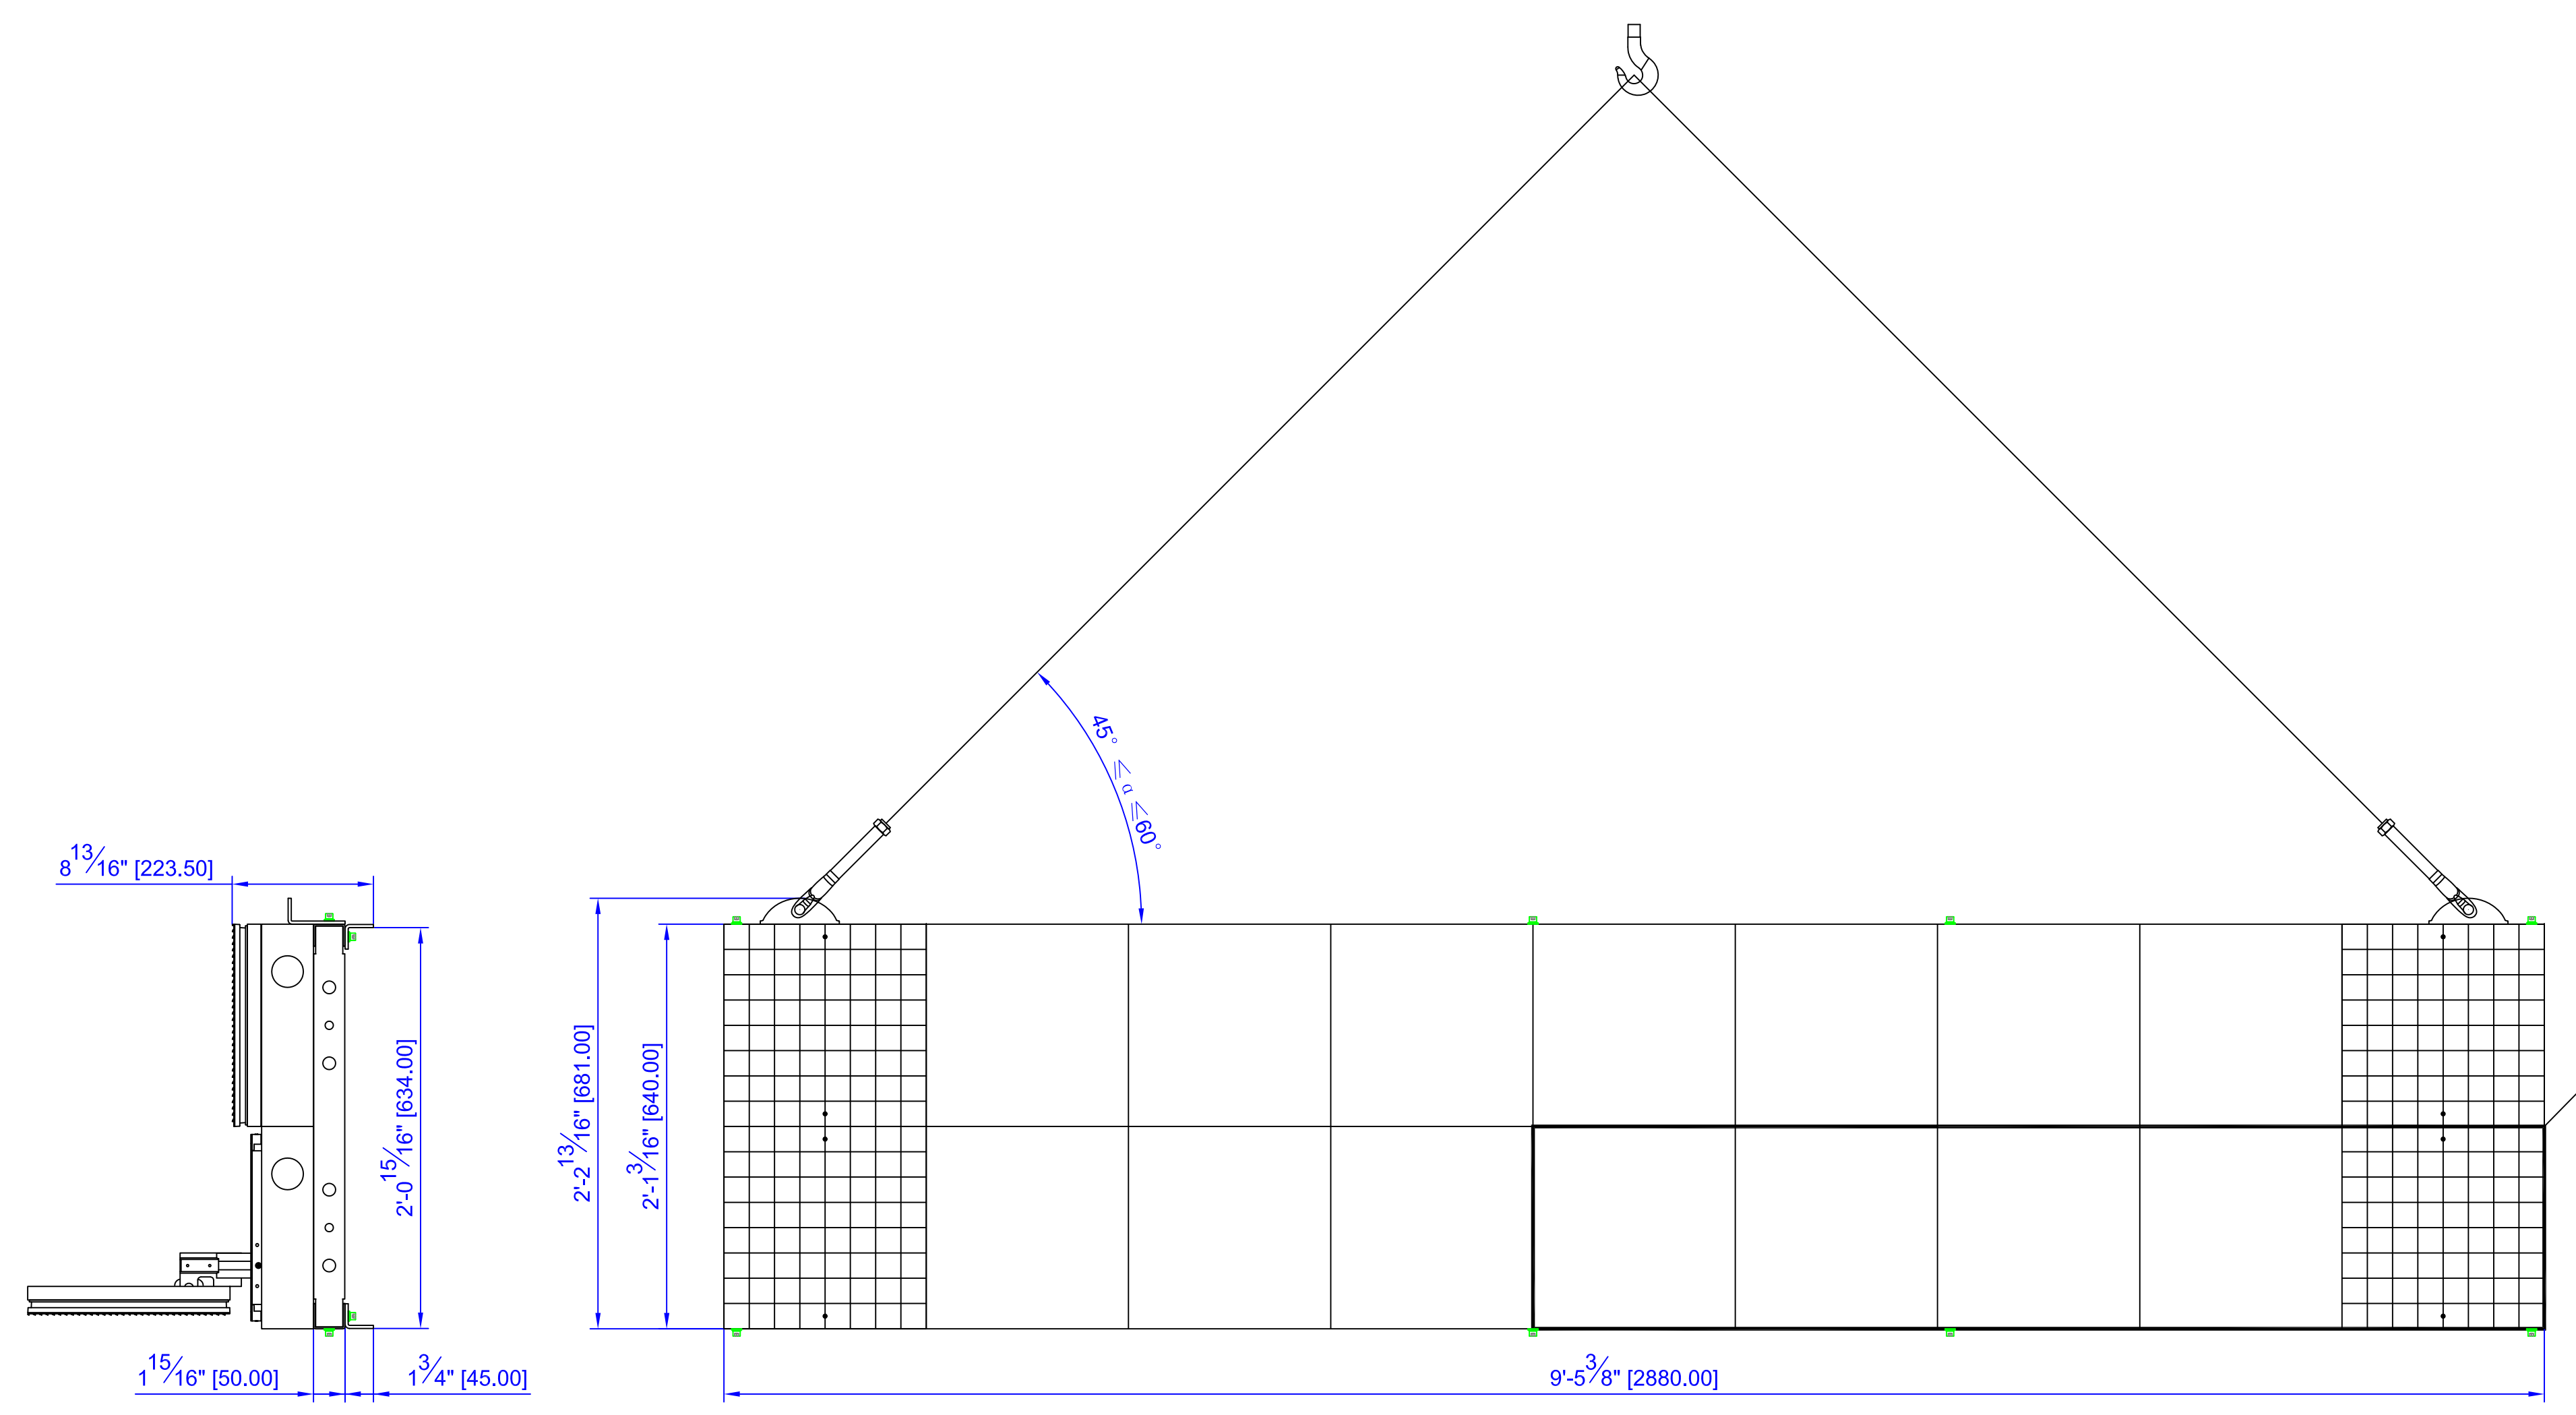 45° ≤ α ≤60°
8 13/16" [223.50]
2'-0 15/16" [634.00]
2'-2 13/16" [681.00]
2'-1 3/16" [640.00]
1 15/16" [50.00]
1 3/4" [45.00]
9'-5 3/8" [2880.00]